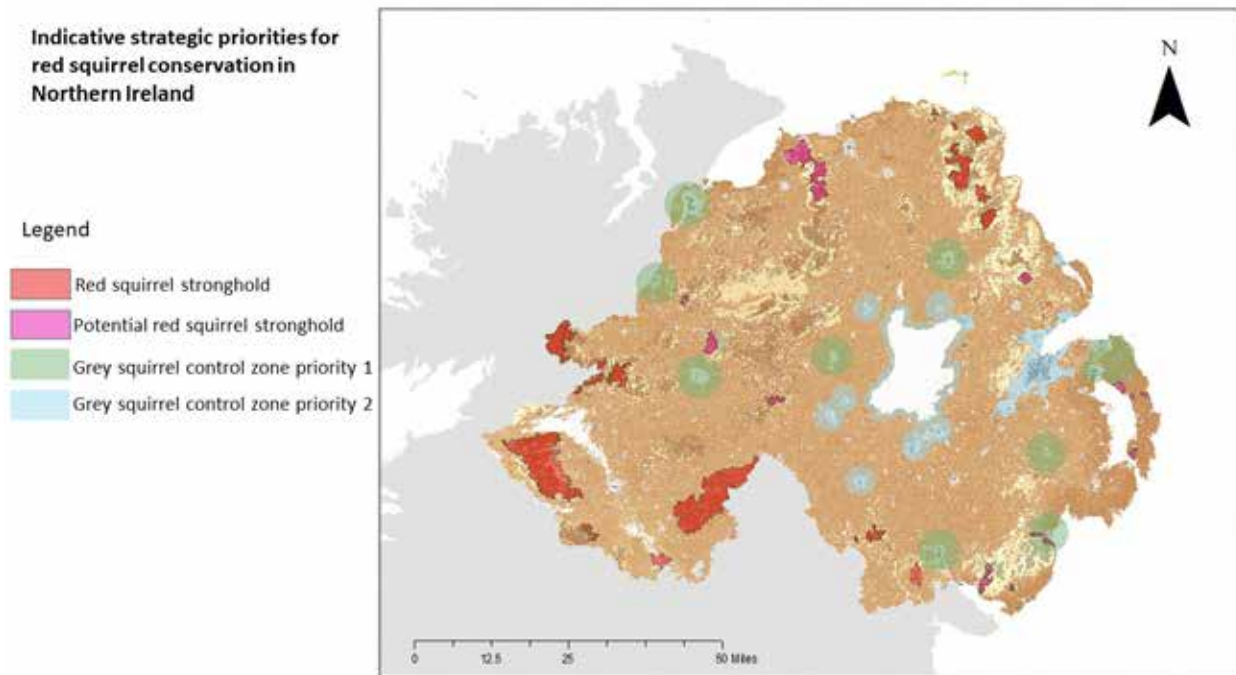 Indicative strategic priorities for
red squirrel conservation in
Northern Ireland
N
Legend
Red squirrel stronghold
Potential red squirrel stronghold
Grey squirrel control zone priority 1
Grey squirrel control zone priority 2
0 12.5 25 50 Miles